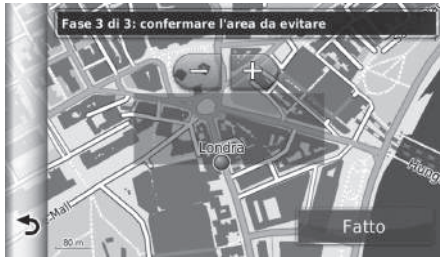 Fase 3 di 3: confermare l'area da evitare
Londra
Mall
Hung
80 m
Fatto